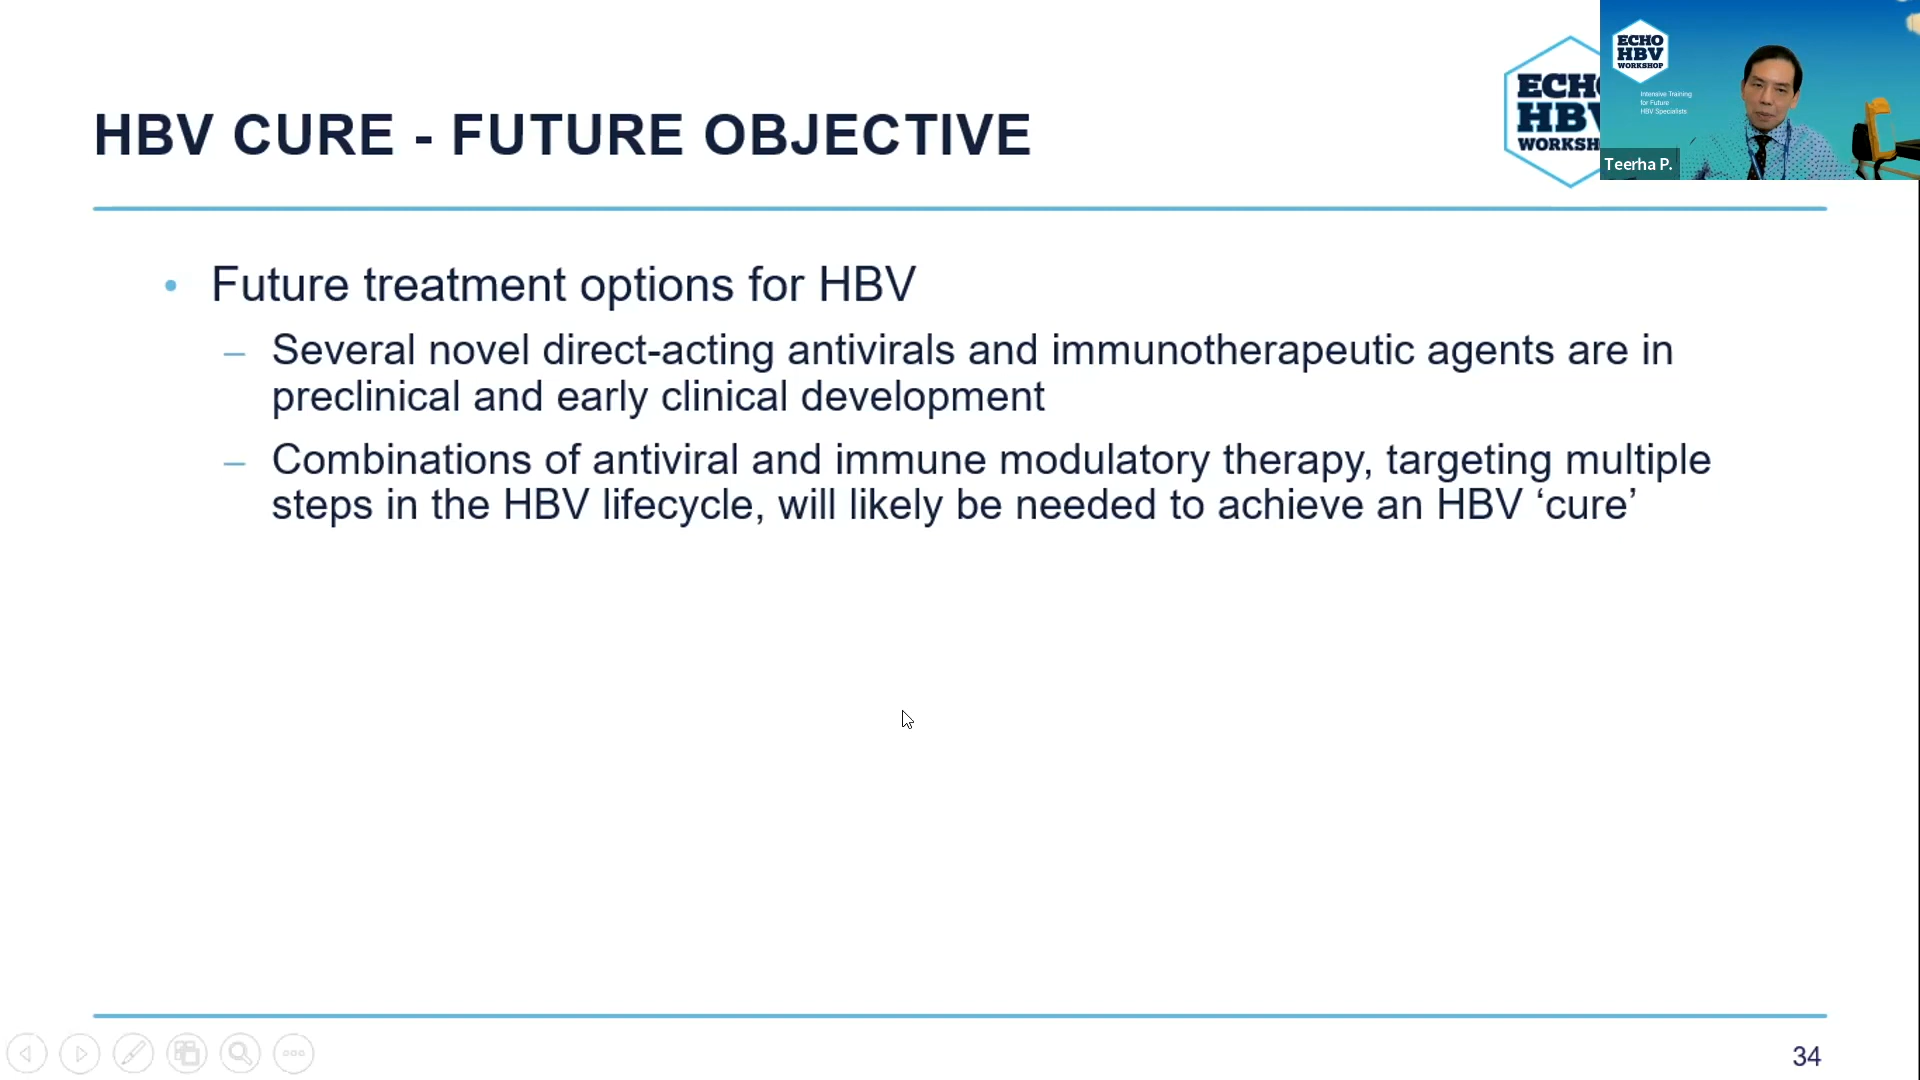 HBV CURE - FUTURE OBJECTIVE
ECHO
HBV
WORKSH
ECHO
HBV
WORKSHOP
Intensive Training
for Future
HBV Specialists
Teerha P.
• Future treatment options for HBV
– Several novel direct-acting antivirals and immunotherapeutic agents are in
preclinical and early clinical development
– Combinations of antiviral and immune modulatory therapy, targeting multiple
steps in the HBV lifecycle, will likely be needed to achieve an HBV ‘cure’
34